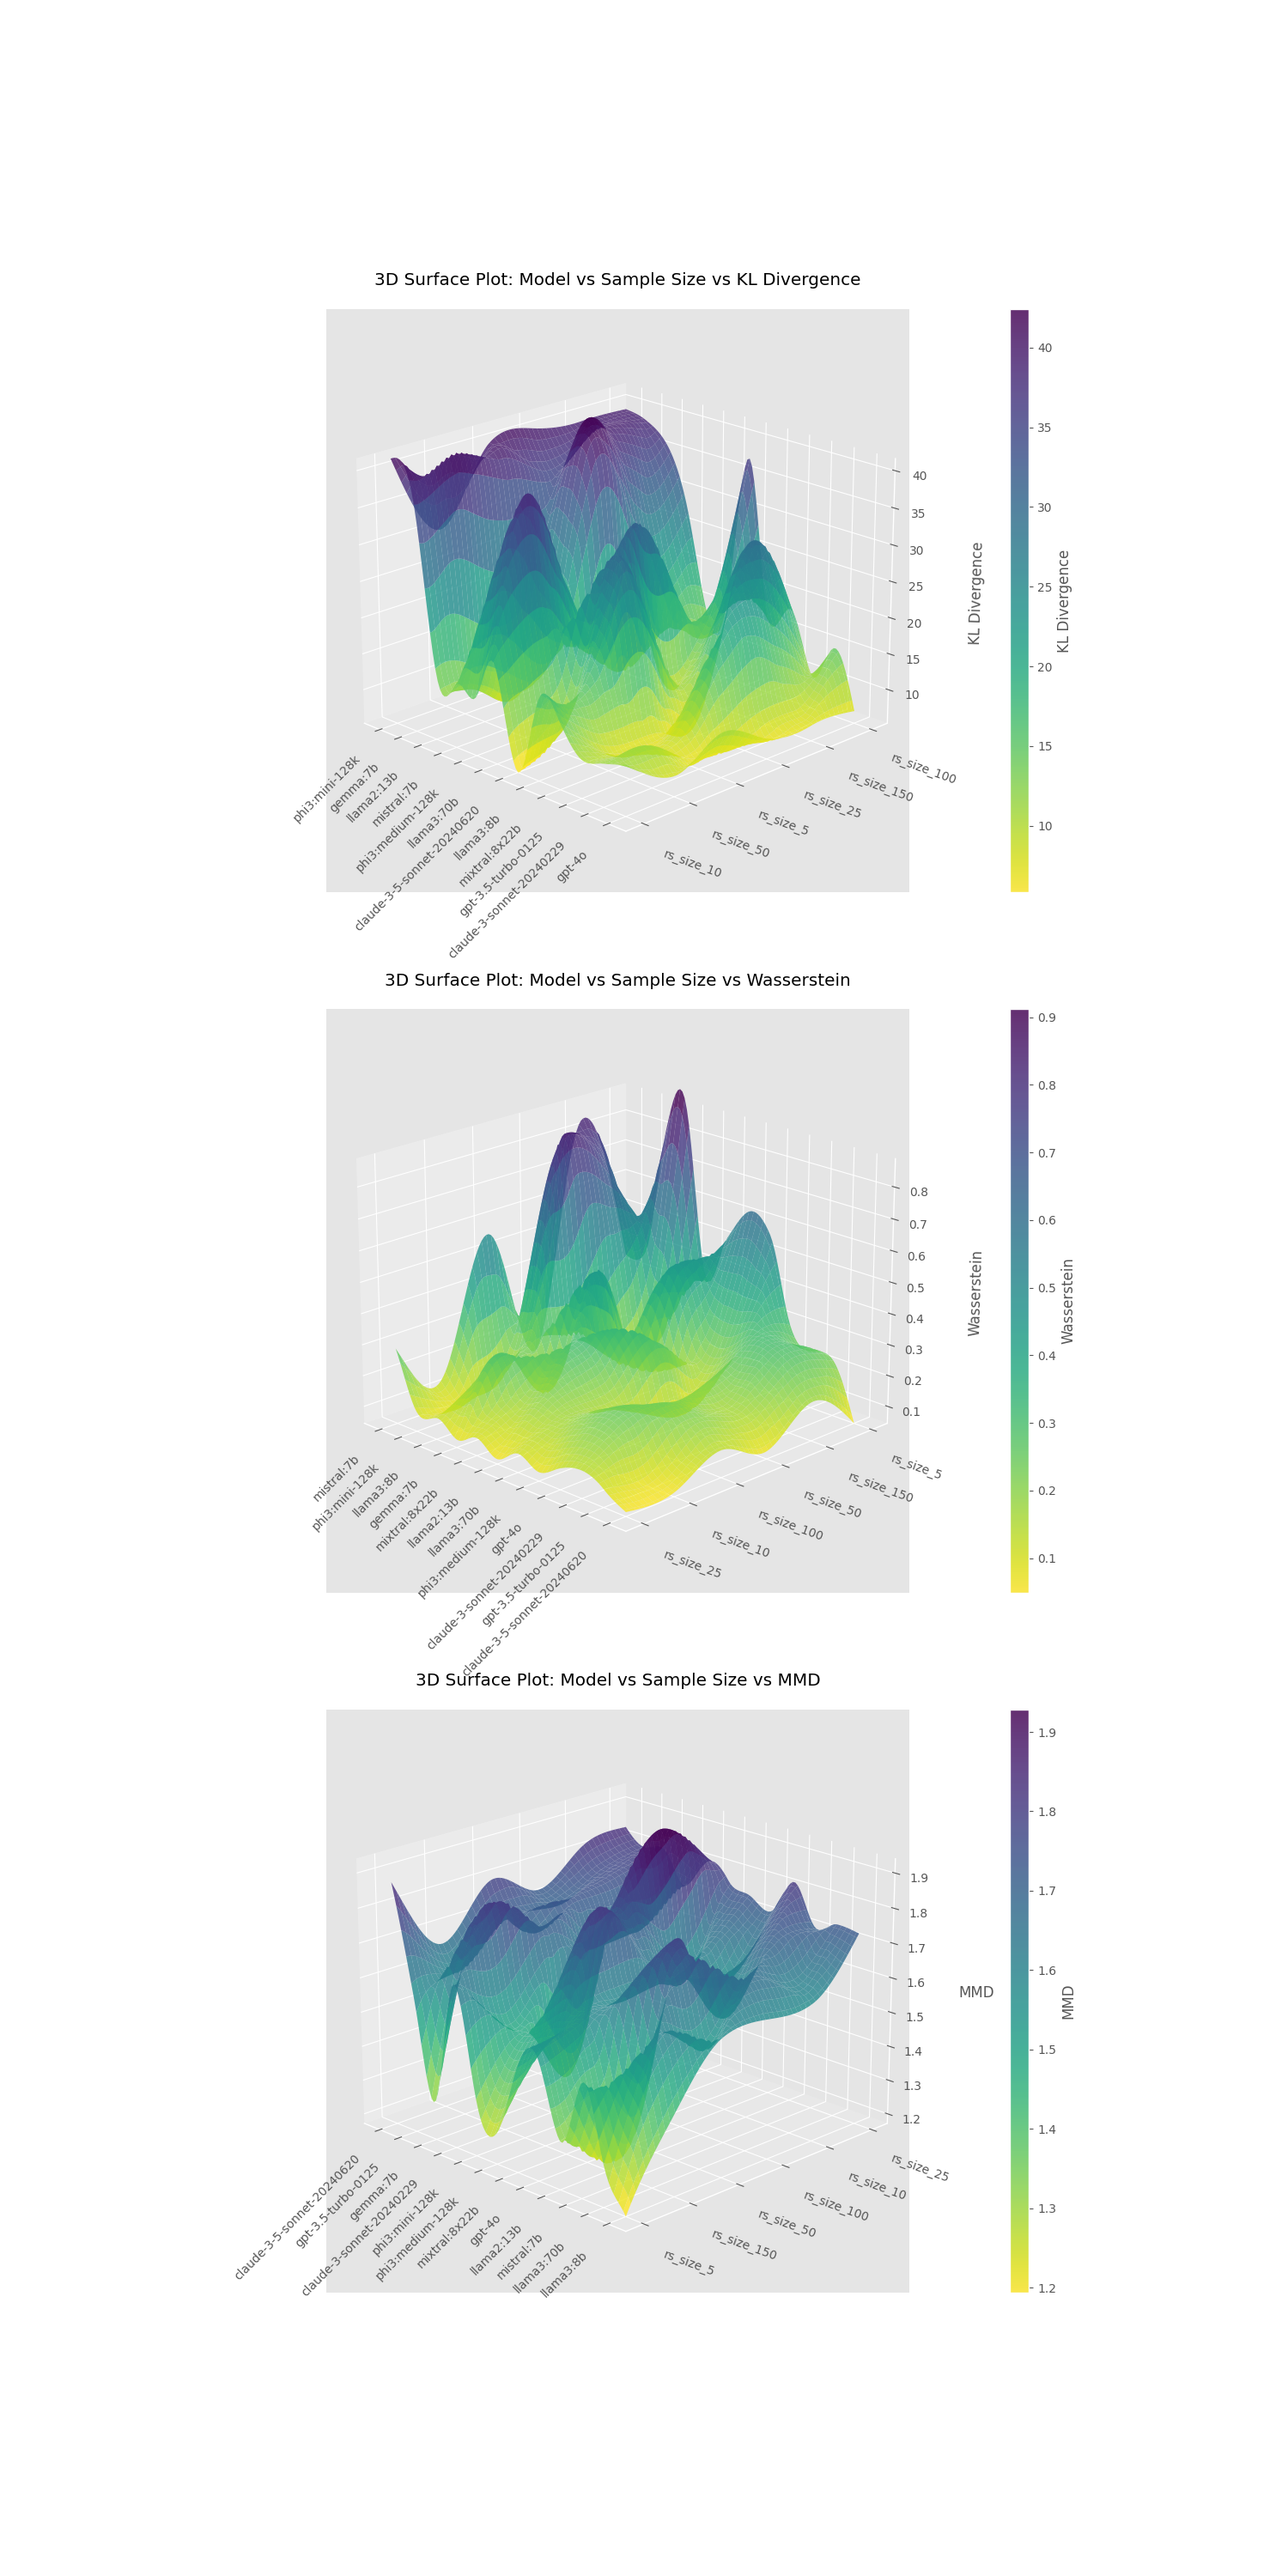 3D Surface Plot: Model vs Sample Size vs KL Divergence
40
35
30
25
20
15
10
KL Divergence
40
35
30
25
20
15
10
KL Divergence
phi3:mini-128k
gemma:7b
llama2:13b
mistral:7b
phi3:medium-128k
llama3:70b
claude-3-5-sonnet-20240620
llama3:8b
mixtral:8x22b
gpt-3.5-turbo-0125
claude-3-sonnet-20240229
gpt-4o
rs_size_10
rs_size_50
rs_size_5
rs_size_25
rs_size_150
rs_size_100
3D Surface Plot: Model vs Sample Size vs Wasserstein
0.8
0.7
0.6
0.5
0.4
0.3
0.2
0.1
Wasserstein
0.9
0.8
0.7
0.6
0.5
0.4
0.3
0.2
0.1
Wasserstein
mistral:7b
phi3:mini-128k
llama3:8b
gemma:7b
mixtral:8x22b
llama2:13b
llama3:70b
phi3:medium-128k
gpt-4o
claude-3-sonnet-20240229
gpt-3.5-turbo-0125
claude-3-5-sonnet-20240620
rs_size_25
rs_size_10
rs_size_100
rs_size_50
rs_size_150
rs_size_5
3D Surface Plot: Model vs Sample Size vs MMD
1.9
1.8
1.7
1.6
1.5
1.4
1.3
1.2
MMD
1.9
1.8
1.7
1.6
1.5
1.4
1.3
1.2
MMD
claude-3-5-sonnet-20240620
gpt-3.5-turbo-0125
gemma:7b
claude-3-sonnet-20240229
phi3:mini-128k
phi3:medium-128k
mixtral:8x22b
gpt-4o
llama2:13b
mistral:7b
llama3:70b
llama3:8b
rs_size_5
rs_size_150
rs_size_50
rs_size_100
rs_size_10
rs_size_25